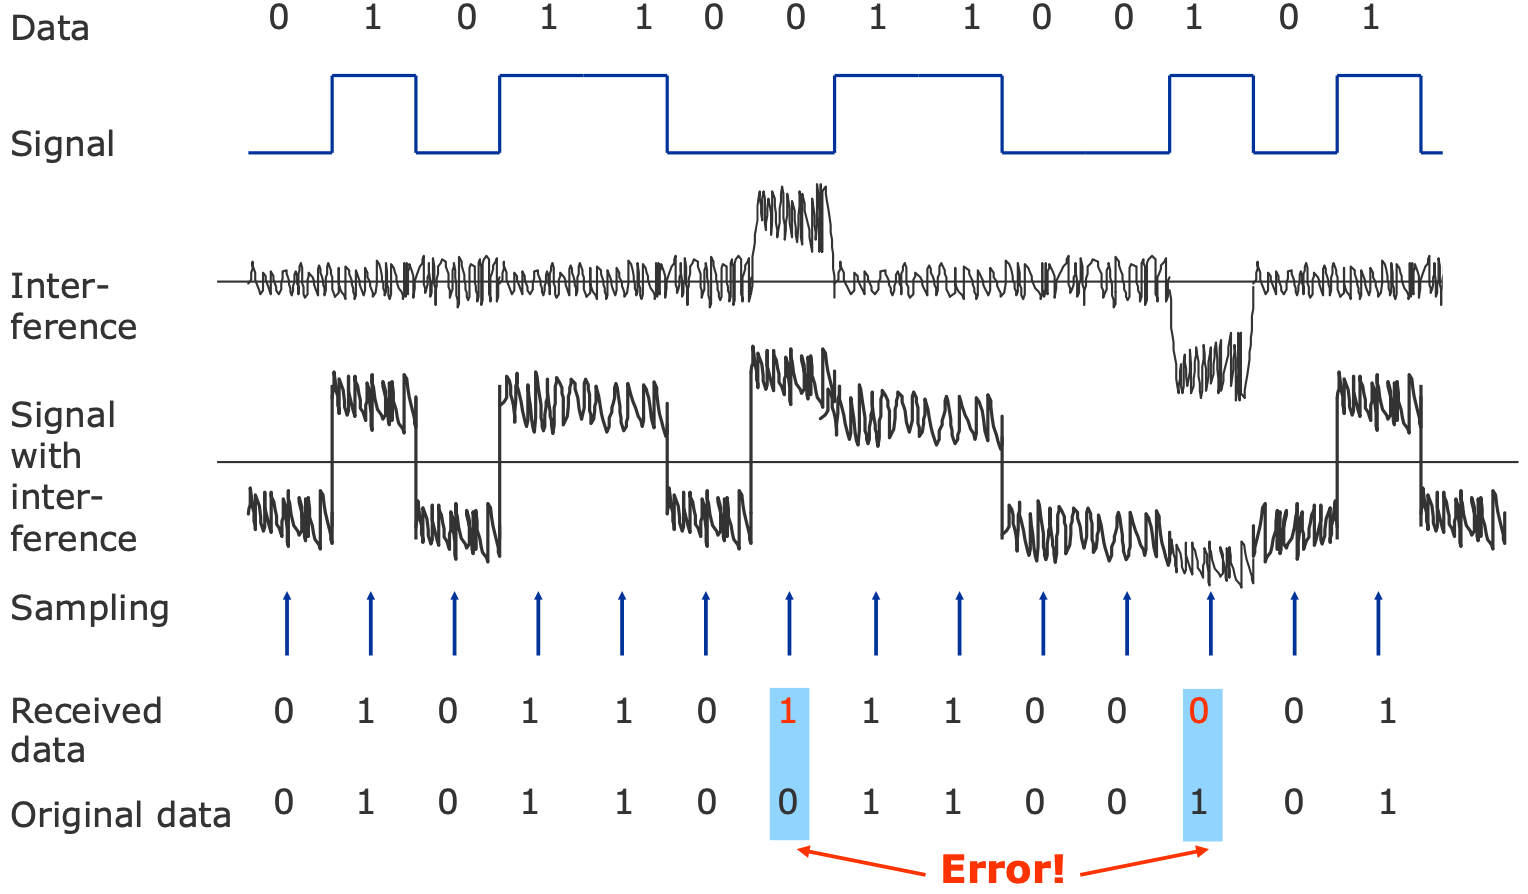 Data 0 1 0 1 1 0 0 1 1 0 0 1 0 1
Signal
Inter-
ference
Signal
with
inter-
ference
Sampling
Received 0 1 0 1 1 0 1 1 1 0 0 0 0 1
data
Original data 0 1 0 1 1 0 0 1 1 0 0 1 0 1
Error!